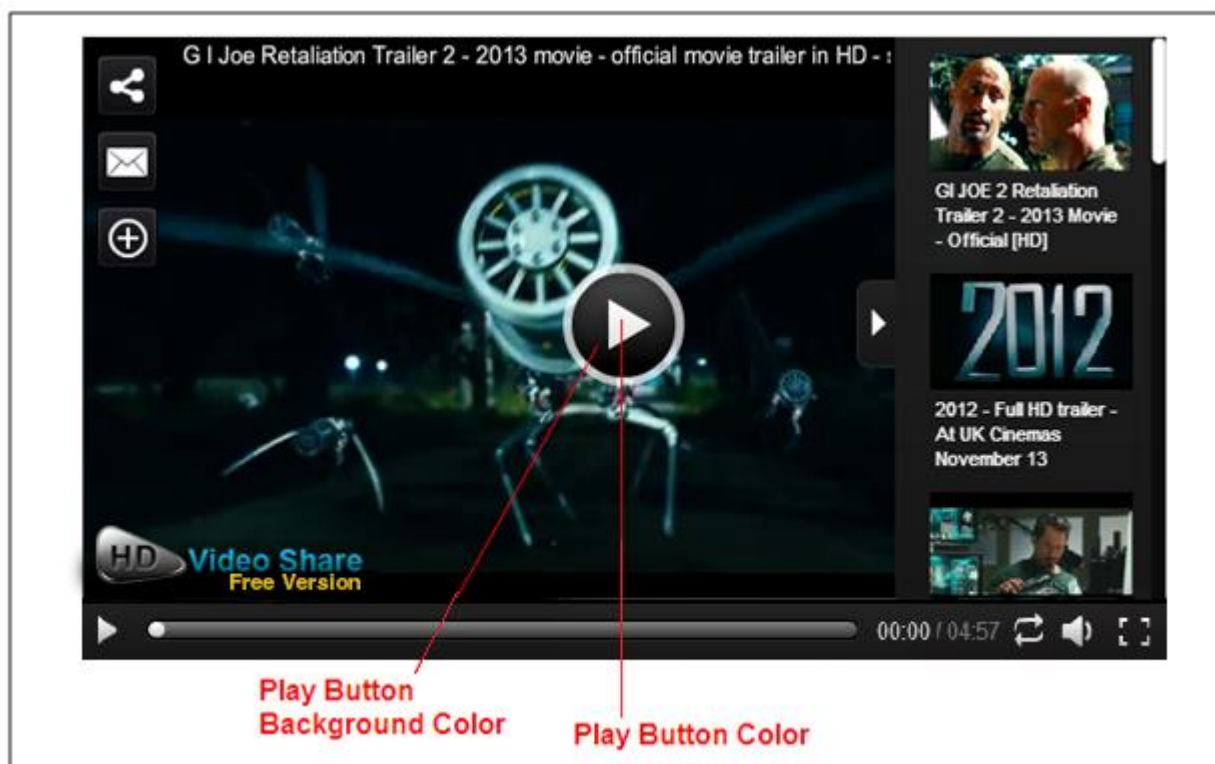 G I Joe Retaliation Trailer 2 - 2013 movie - official movie trailer in HD - s
GI JOE 2 Retaliation
Trailer 2 - 2013 Movie
- Official [HD]
2012
2012 - Full HD trailer -
At UK Cinemas
November 13
HD Video Share
Free Version
00:00 / 04:57
Play Button
Background Color
Play Button Color